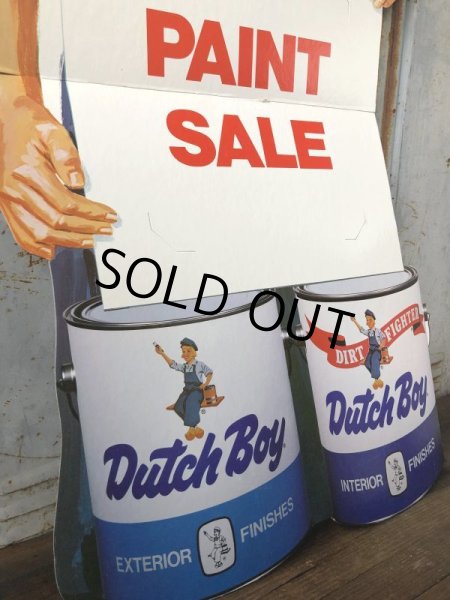 PAINT
SALE
SOLD OUT
DIRT FIGHTER
Dutch Boy
Dutch Boy
EXTERIOR FINISHES
INTERIOR FINISHES